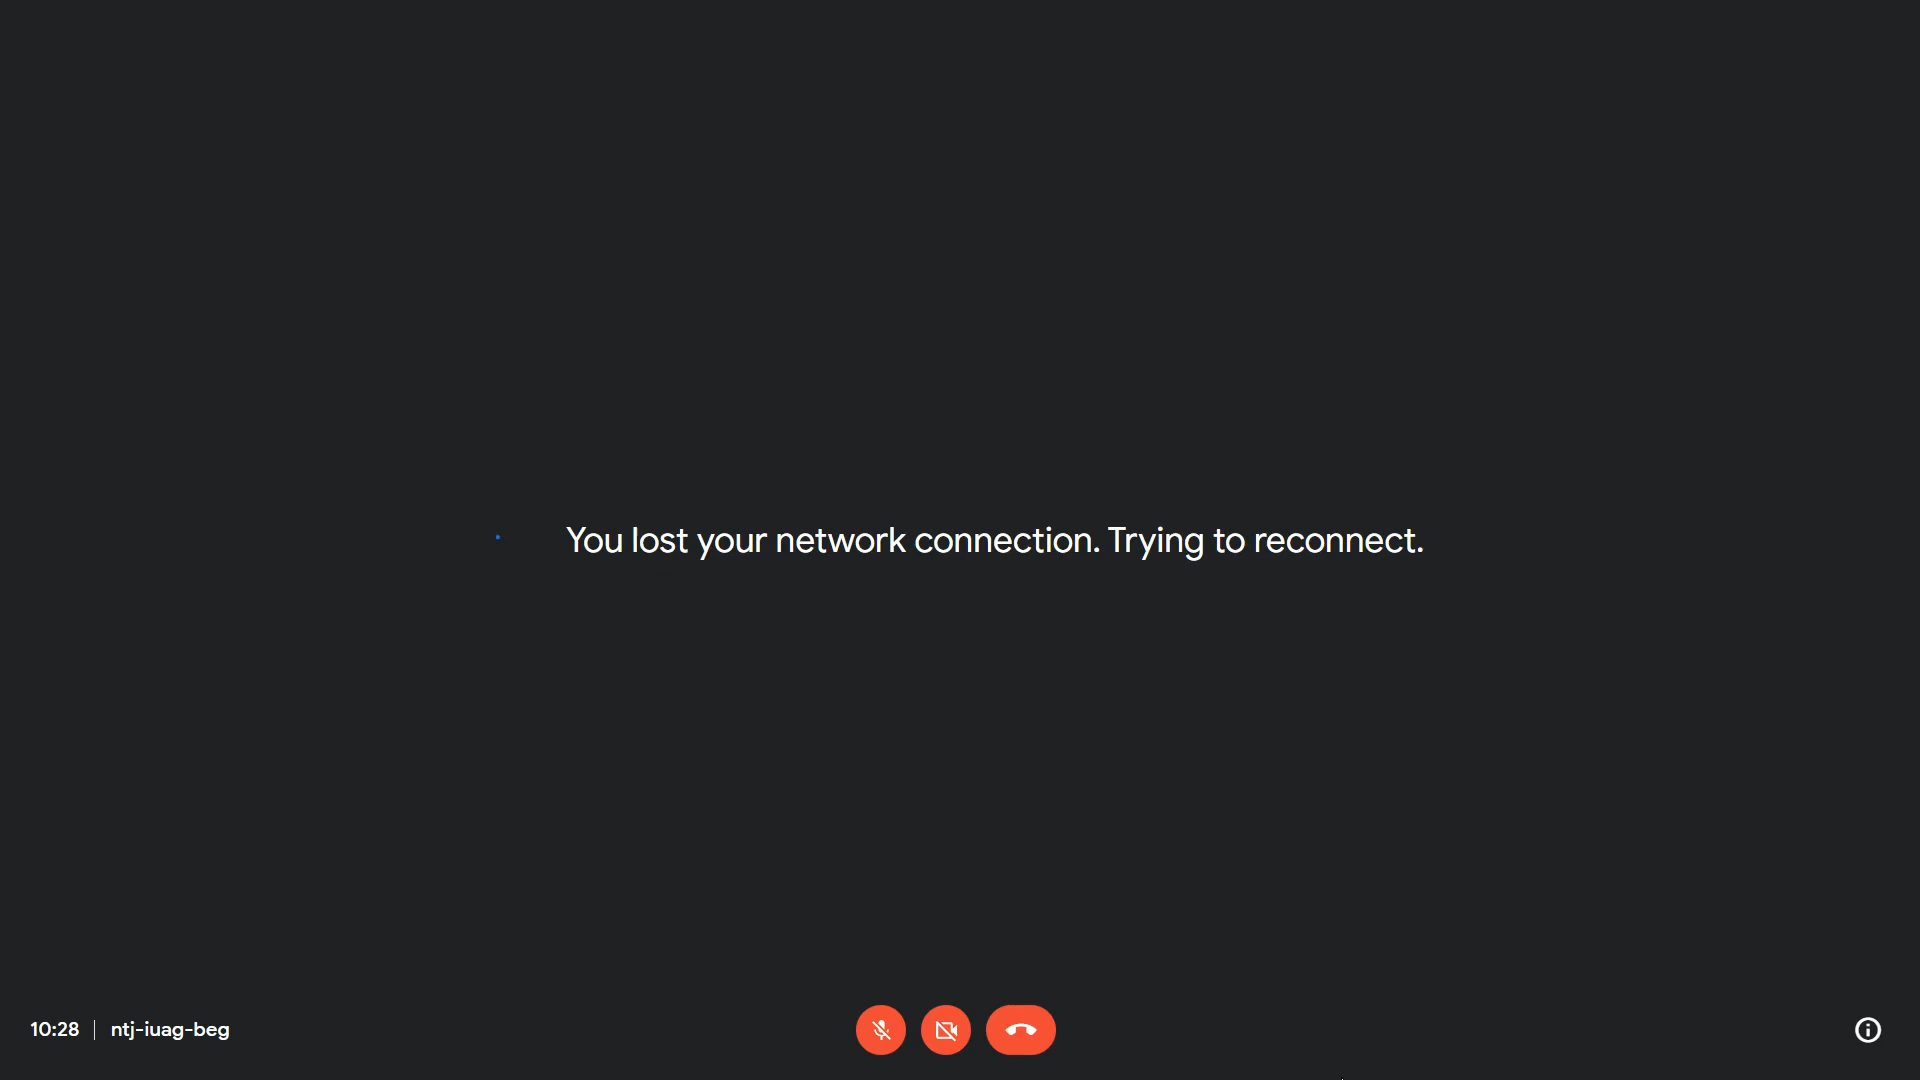 You lost your network connection. Trying to reconnect.
10:28 | ntj-iuag-beg